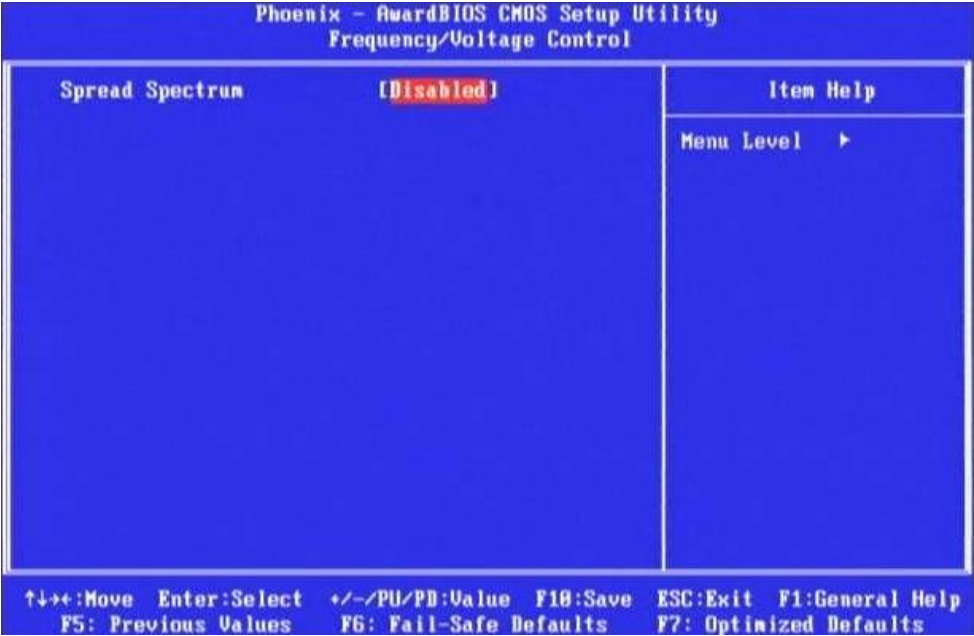 Phoenix - AwardBIOS CMOS Setup Utility
Frequency/Voltage Control
Spread Spectrum [Disabled]
Item Help
Menu Level ►
↑↓→←:Move Enter:Select +/-/PU/PD:Value F10:Save ESC:Exit F1:General Help
F5: Previous Values F6: Fail-Safe Defaults F7: Optimized Defaults